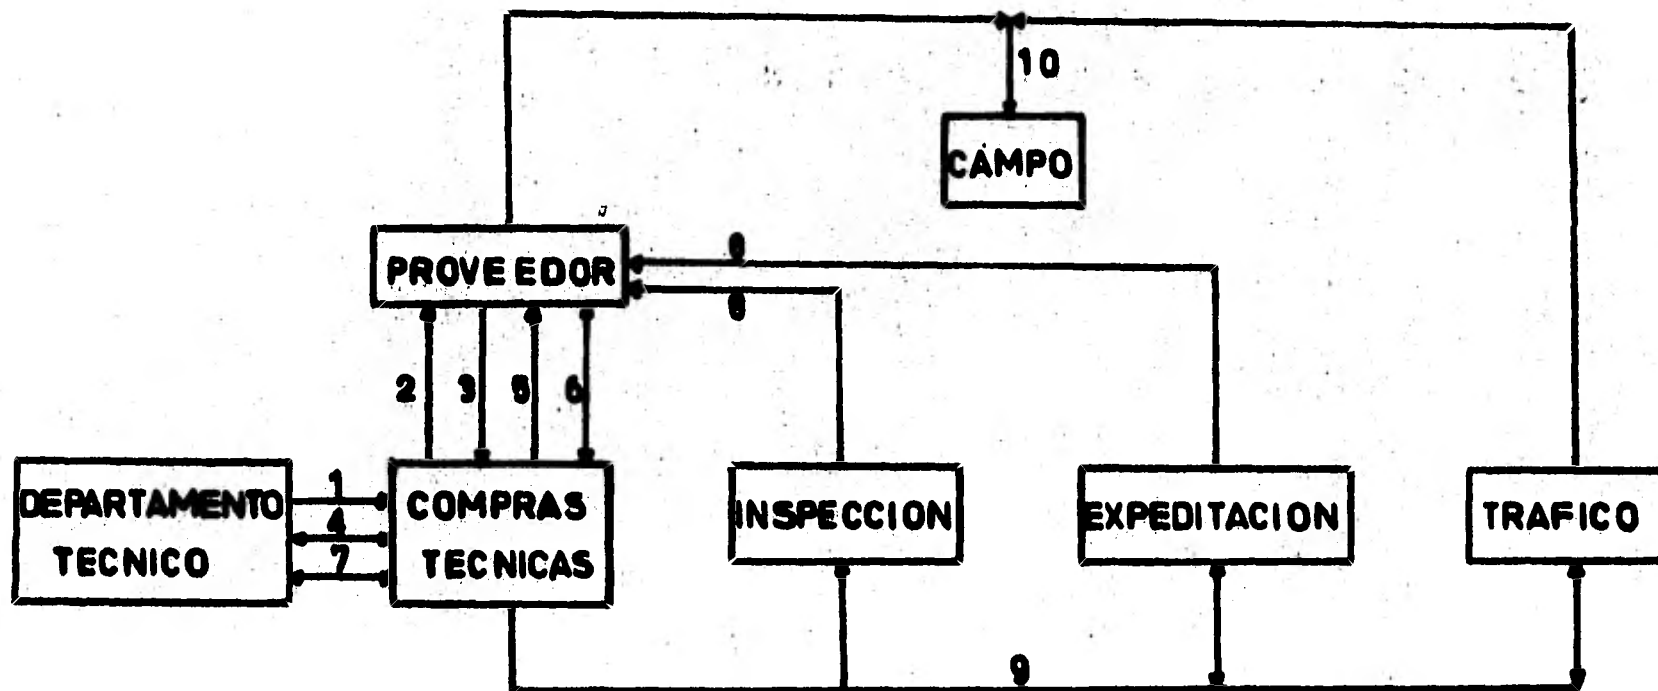 10
CAMPO
PROVEEDOR
2
3
5
6
DEPARTAMENTO
TECNICO
1
4
7
COMPRAS
TECNICAS
INSPECCION
EXPEDITACION
TRAFICO
9